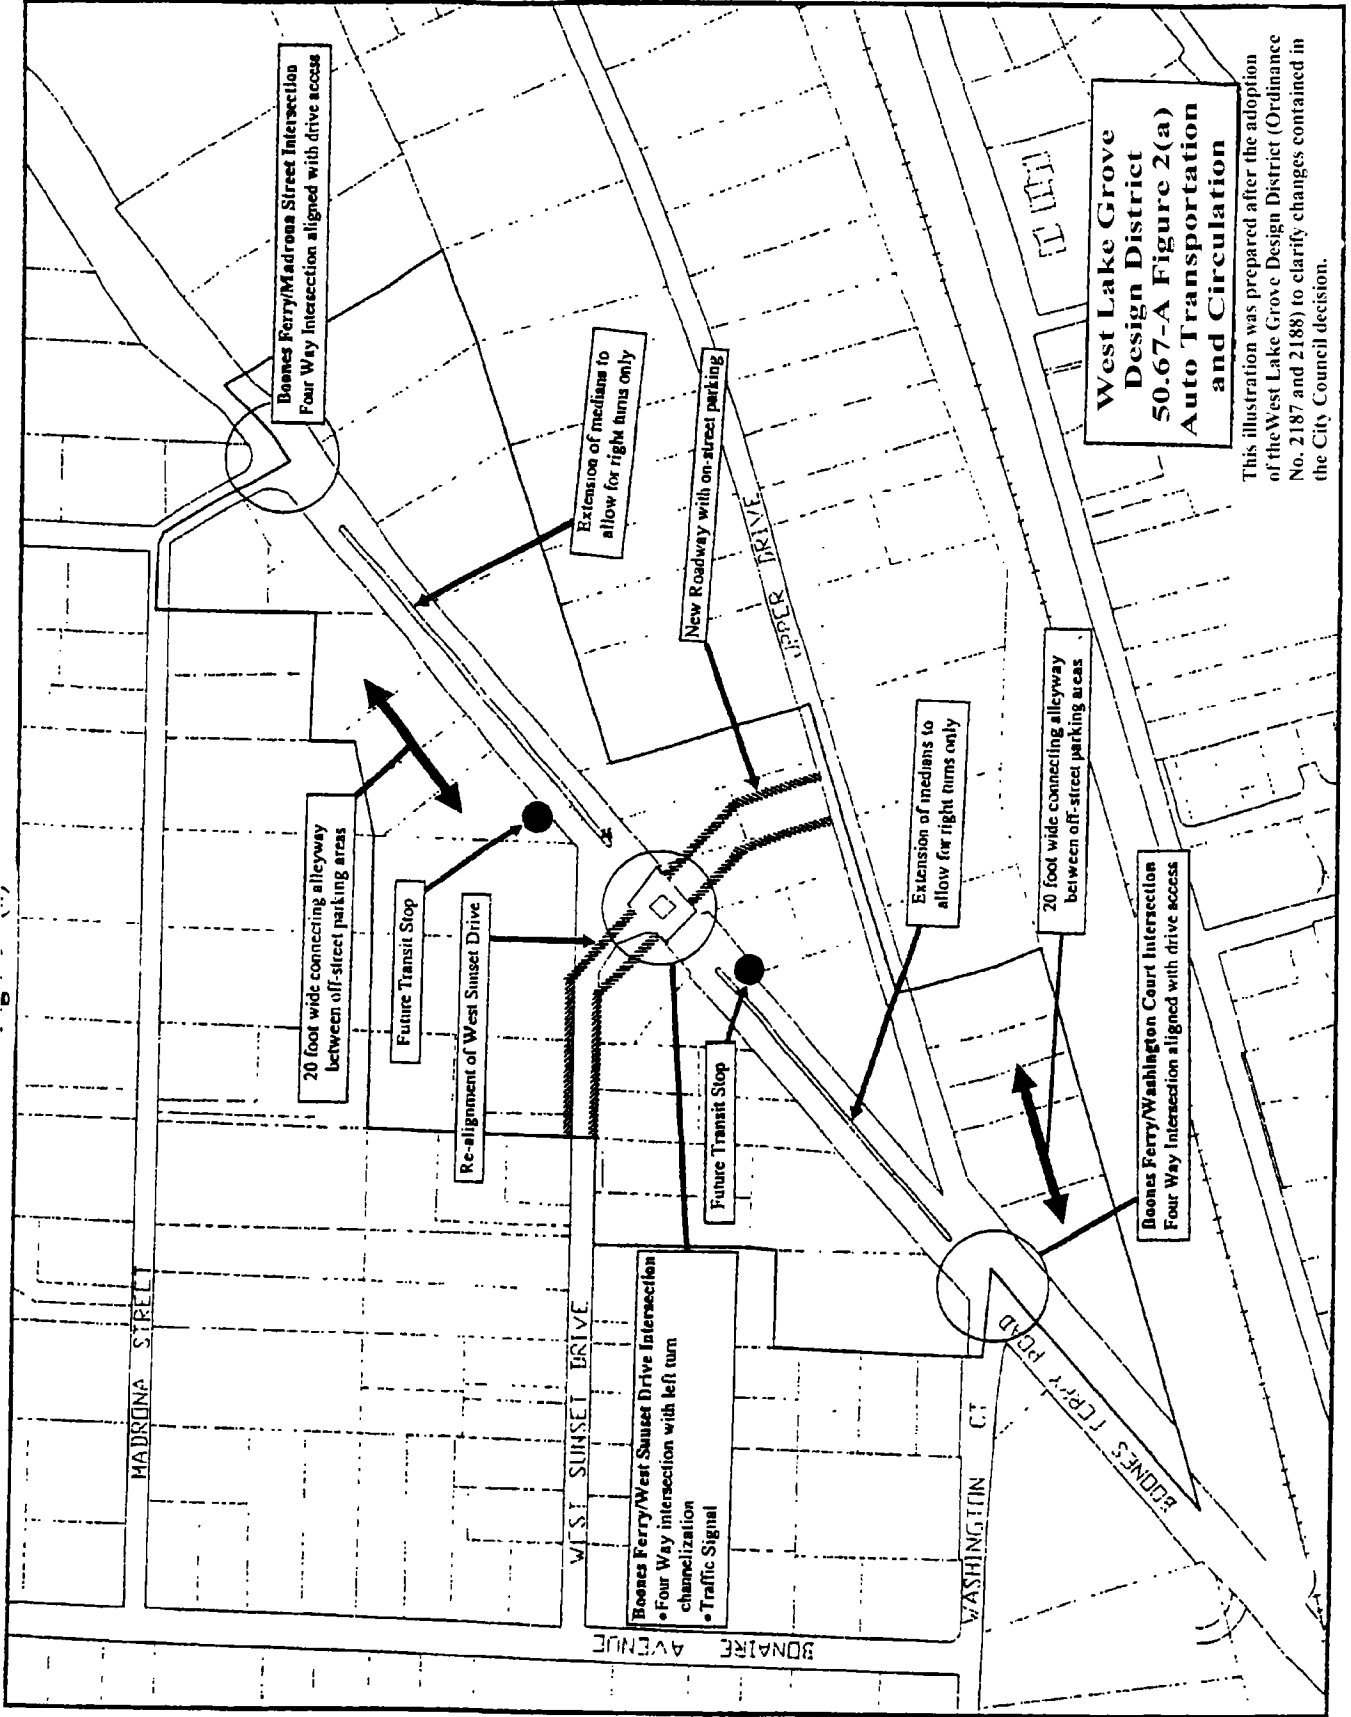 Boones Ferry/Madrona Street Intersection
Four Way Intersection aligned with drive access
Extension of medians to
allow for right turns only
New Roadway with on-street parking
UPPER DRIVE
20 foot wide connecting alleyway
between off-street parking areas
Future Transit Stop
Re-alignment of West Sunset Drive
Future Transit Stop
Extension of medians to
allow for right turns only
20 foot wide connecting alleyway
between off-street parking areas
Boones Ferry/Washington Court Intersection
Four Way Intersection aligned with drive access
Boones Ferry/West Sunset Drive Intersection
•Four Way intersection with left turn
channelization
•Traffic Signal
MADRONA STREET
WEST SUNSET DRIVE
WASHINGTON CT
BOONES FERRY ROAD
BONAIRE AVENUE
West Lake Grove
Design District
50.67-A Figure 2(a)
Auto Transportation
and Circulation
This illustration was prepared after the adoption
of theWest Lake Grove Design District (Ordinance
No. 2187 and 2188) to clarify changes contained in
the City Council decision.